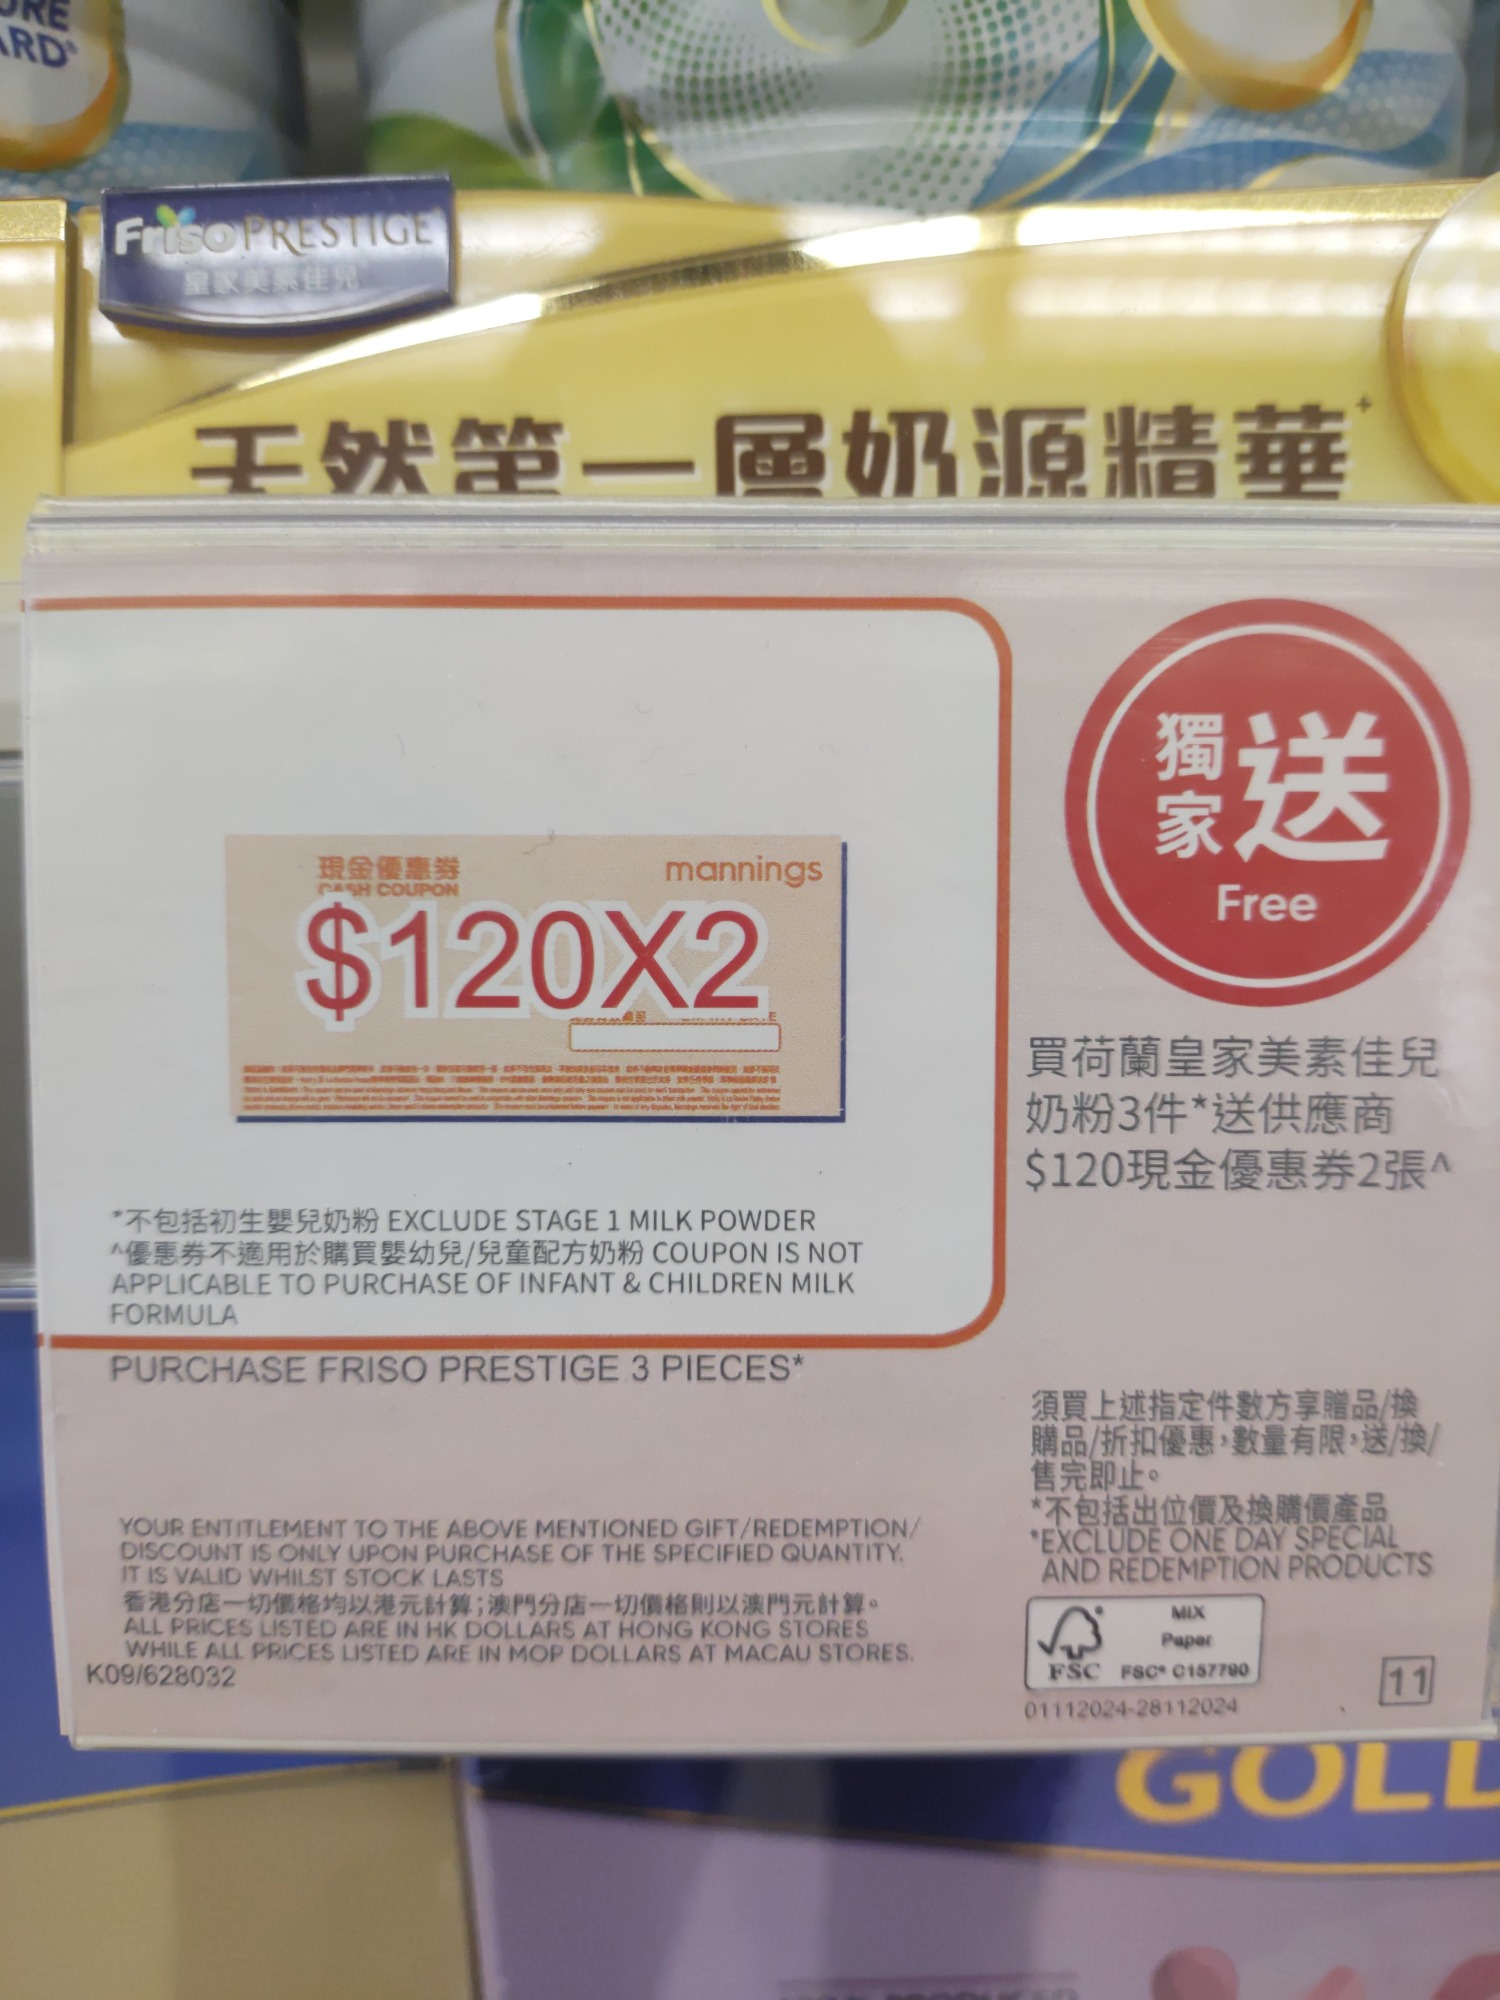 URE
ARD
Friso PRESTIGE
皇家美素佳兒
天然第一層奶源精華+
獨家送
Free
現金優惠券
CASH COUPON
mannings
$120X2
買荷蘭皇家美素佳兒
奶粉3件*送供應商
$120現金優惠券2張^
*不包括初生嬰兒奶粉 EXCLUDE STAGE 1 MILK POWDER
^優惠券不適用於購買嬰幼兒/兒童配方奶粉 COUPON IS NOT
APPLICABLE TO PURCHASE OF INFANT & CHILDREN MILK
FORMULA
PURCHASE FRISO PRESTIGE 3 PIECES*
須買上述指定件數方享贈品/換
購品/折扣優惠，數量有限，送/換/
售完即止。
*不包括出位價及換購價產品
*EXCLUDE ONE DAY SPECIAL
AND REDEMPTION PRODUCTS
YOUR ENTITLEMENT TO THE ABOVE MENTIONED GIFT/REDEMPTION/
DISCOUNT IS ONLY UPON PURCHASE OF THE SPECIFIED QUANTITY.
IT IS VALID WHILST STOCK LASTS
香港分店一切價格均以港元計算；澳門分店一切價格則以澳門元計算。
ALL PRICES LISTED ARE IN HK DOLLARS AT HONG KONG STORES
WHILE ALL PRICES LISTED ARE IN MOP DOLLARS AT MACAU STORES.
K09/628032
FSC
MIX
Paper
FSC® C157790
01112024-28112024
11
GOLD